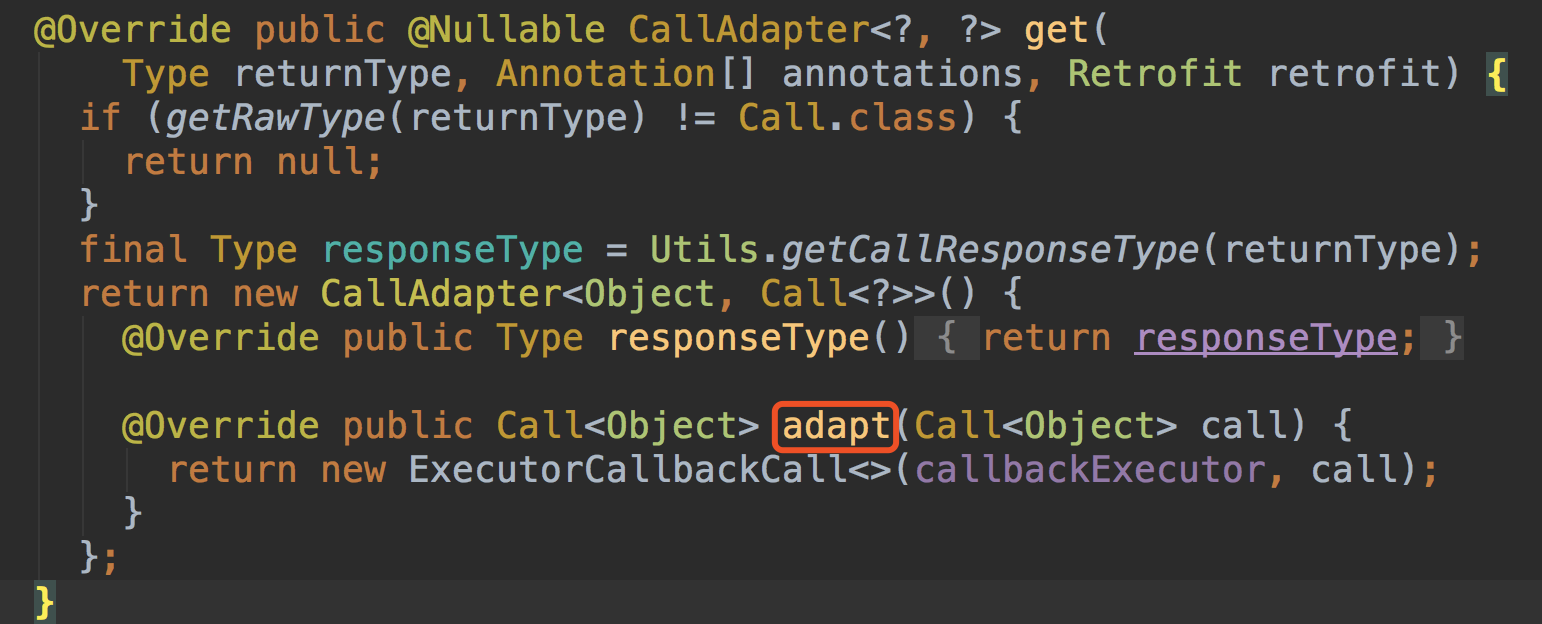 @Override public @Nullable CallAdapter<?, ?> get(
    Type returnType, Annotation[] annotations, Retrofit retrofit) {
  if (getRawType(returnType) != Call.class) {
    return null;
  }
  final Type responseType = Utils.getCallResponseType(returnType);
  return new CallAdapter<Object, Call<?>>() {
    @Override public Type responseType() { return responseType; }

    @Override public Call<Object> adapt(Call<Object> call) {
      return new ExecutorCallbackCall<>(callbackExecutor, call);
    }
  };
}